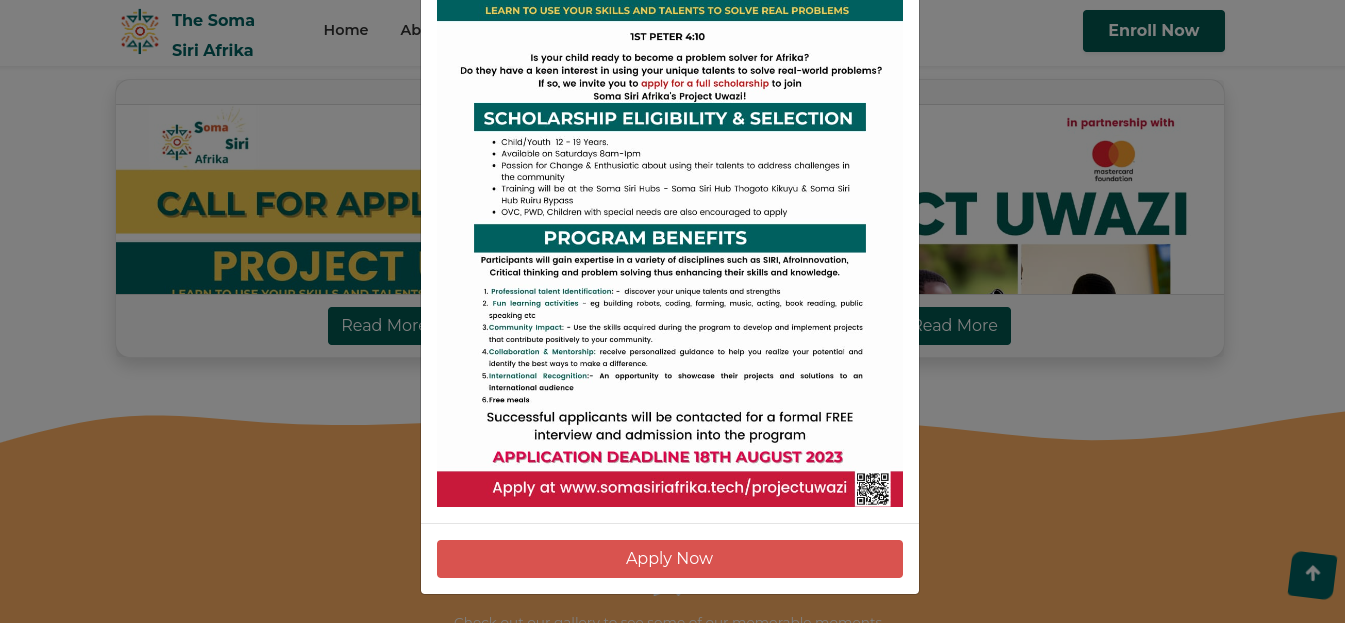 LEARN TO USE YOUR SKILLS AND TALENTS TO SOLVE REAL PROBLEMS
The Soma
Siri Afrika
Home
Ab
Enroll Now
1ST PETER 4:10
Is your child ready to become a problem solver for Afrika?
Do they have a keen interest in using your unique talents to solve real-world problems?
If so, we invite you to apply for a full scholarship to join
Soma Siri Afrika's Project Uwazi!
SCHOLARSHIP ELIGIBILITY & SELECTION
• Child/Youth 12 - 19 Years.
• Available on Saturdays 8am-1pm
• Passion for Change & Enthusiatic about using their talents to address challenges in
the community
• Training will be at the Soma Siri Hubs - Soma Siri Hub Thogoto Kikuyu & Soma Siri
Hub Ruiru Bypass
• OVC, PWD, Children with special needs are also encouraged to apply
PROGRAM BENEFITS
Participants will gain expertise in a variety of disciplines such as SIRI, AfroInnovation,
Critical thinking and problem solving thus enhancing their skills and knowledge.
1. Professional talent Identification: - discover your unique talents and strengths
2. Fun learning activities - eg building robots, coding, farming, music, acting, book reading, public
speaking etc
3. Community Impact: - Use the skills acquired during the program to develop and implement projects
that contribute positively to your community.
4. Collaboration & Mentorship: receive personalized guidance to help you realize your potential and
identify the best ways to make a difference.
5. International Recognition:- An opportunity to showcase their projects and solutions to an
international audience
6. Free meals
Successful applicants will be contacted for a formal FREE
interview and admission into the program
APPLICATION DEADLINE 18TH AUGUST 2023
Apply at www.somasiriafrika.tech/projectuwazi
Apply Now
Soma
Siri
Afrika
CALL FOR APPL
PROJECT
LEARN TO USE YOUR SKILLS AND TALENTS
Read More
in partnership with
mastercard
foundation
CT UWAZI
Read More
Check out our gallery to see some of our memorable moments